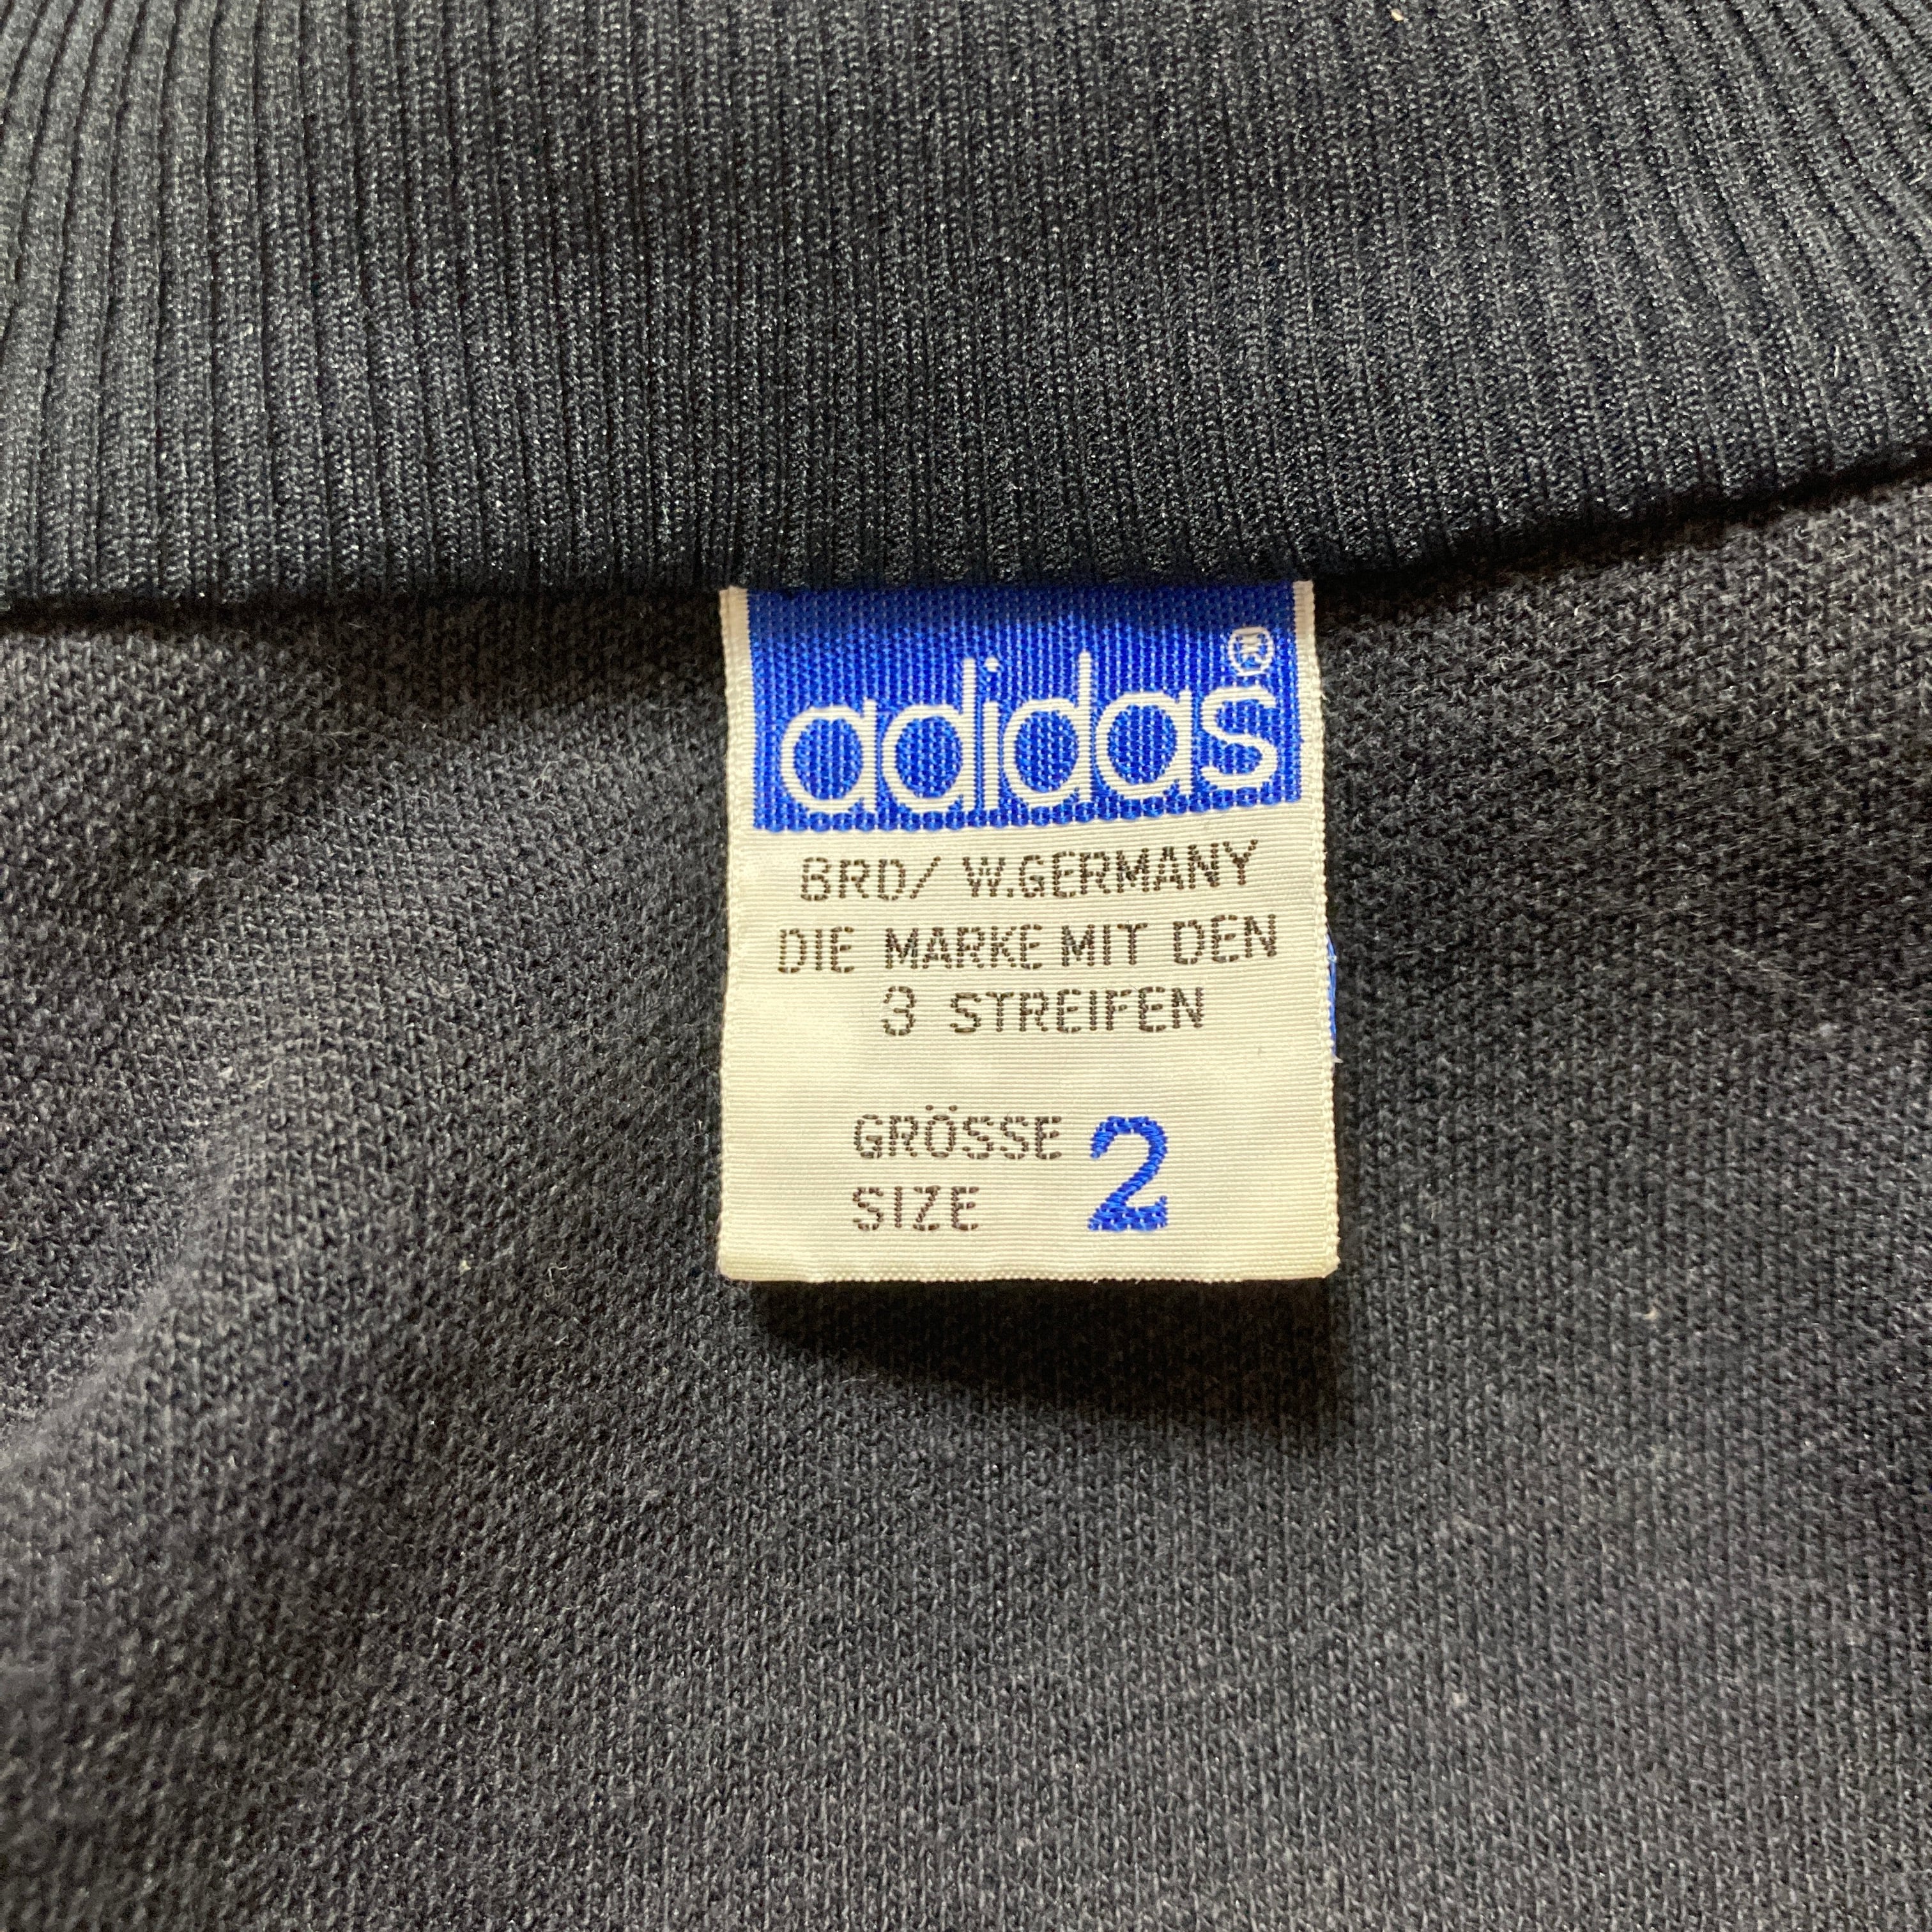 adidas®
BRD/ W.GERMANY
DIE MARKE MIT DEN
3 STREIFEN
GRÖSSE 2
SIZE